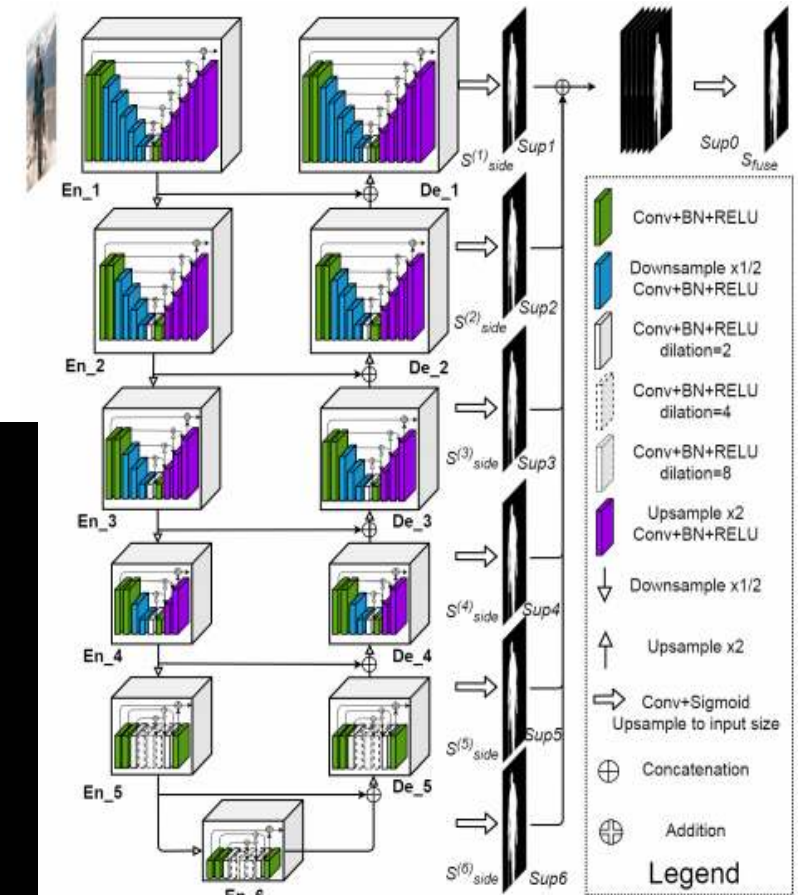 En_1
De_1
S(1)side
Sup1
Sup0
Sfuse
En_2
De_2
S(2)side
Sup2
En_3
De_3
S(3)side
Sup3
En_4
De_4
S(4)side
Sup4
En_5
De_5
S(5)side
Sup5
En_6
S(6)side
Sup6
Conv+BN+RELU
Downsample x1/2
Conv+BN+RELU
Conv+BN+RELU
dilation=2
Conv+BN+RELU
dilation=4
Conv+BN+RELU
dilation=8
Upsample x2
Conv+BN+RELU
Downsample x1/2
Upsample x2
Conv+Sigmoid
Upsample to input size
Concatenation
Addition
Legend